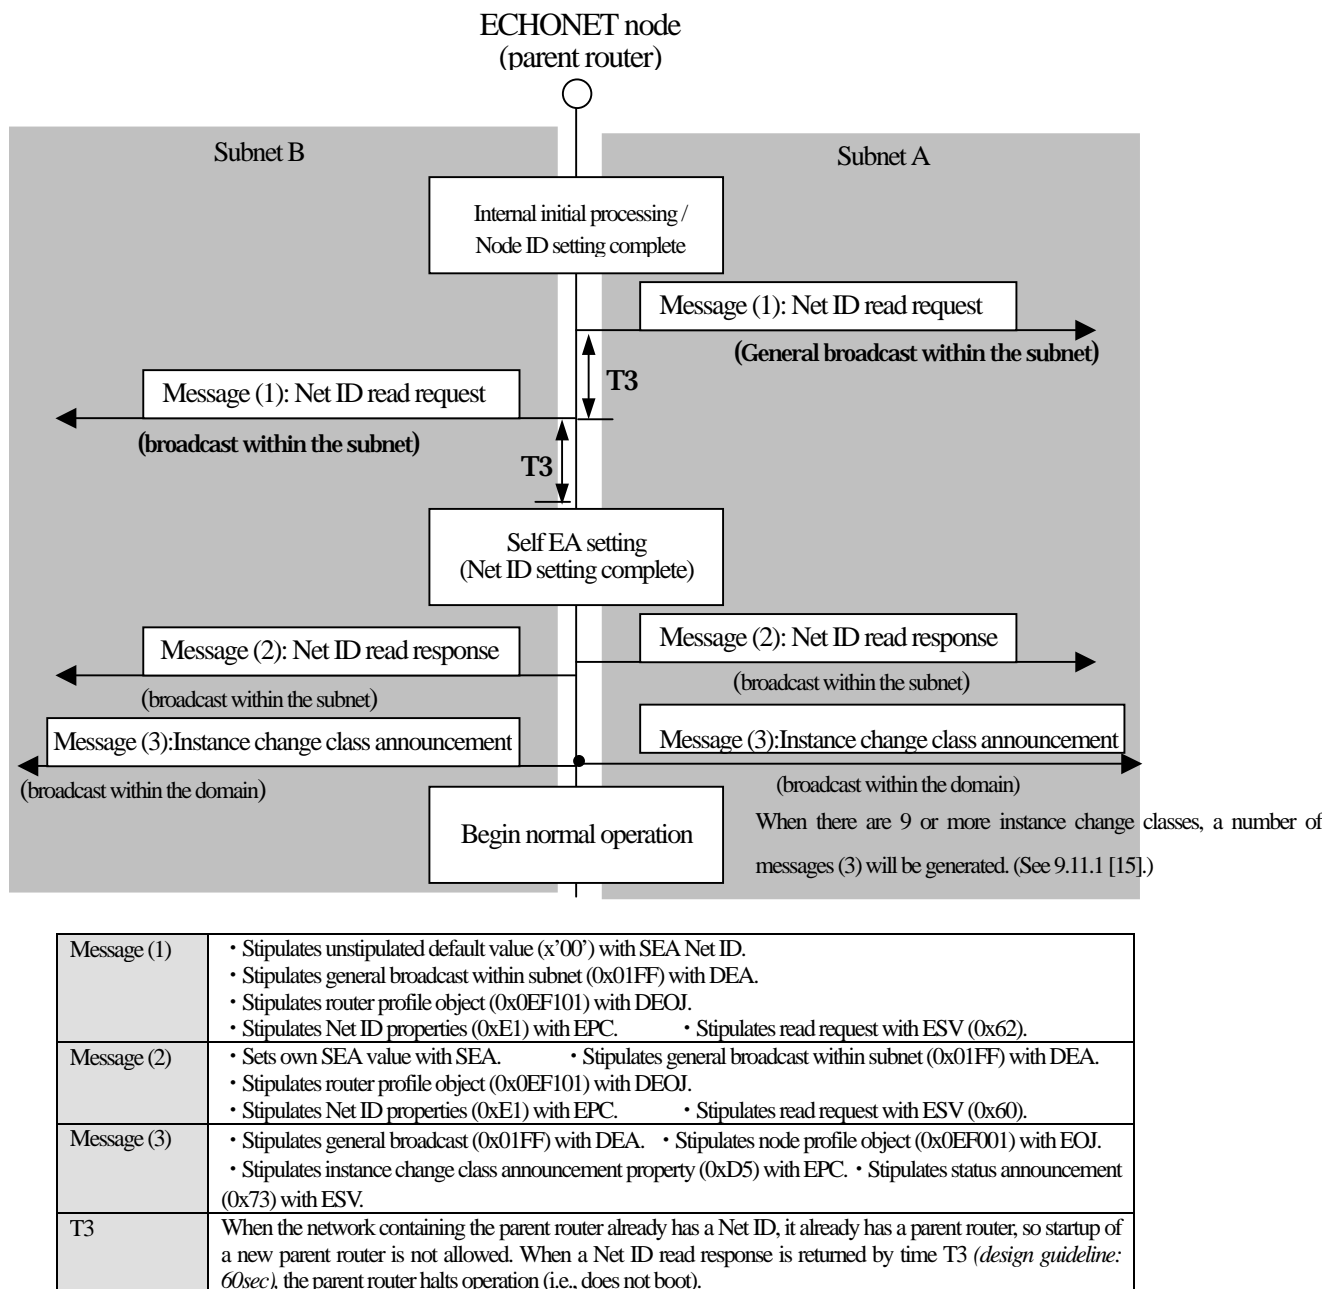 ECHONET node
(parent router)
Subnet B
Subnet A
Internal initial processing /
Node ID setting complete
Message (1): Net ID read request
(General broadcast within the subnet)
T3
Message (1): Net ID read request
(broadcast within the subnet)
T3
Self EA setting
(Net ID setting complete)
Message (2): Net ID read response
(broadcast within the subnet)
Message (2): Net ID read response
(broadcast within the subnet)
Message (3):Instance change class announcement
(broadcast within the domain)
Message (3):Instance change class announcement
(broadcast within the domain)
Begin normal operation
When there are 9 or more instance change classes, a number of
messages (3) will be generated. (See 9.11.1 [15].)
Message (1)
・Stipulates unstipulated default value (x’00’) with SEA Net ID.
・Stipulates general broadcast within subnet (0x01FF) with DEA.
・Stipulates router profile object (0x0EF101) with DEOJ.
・Stipulates Net ID properties (0xE1) with EPC. ・Stipulates read request with ESV (0x62).
Message (2)
・Sets own SEA value with SEA. ・Stipulates general broadcast within subnet (0x01FF) with DEA.
・Stipulates router profile object (0x0EF101) with DEOJ.
・Stipulates Net ID properties (0xE1) with EPC. ・Stipulates read request with ESV (0x60).
Message (3)
・Stipulates general broadcast (0x01FF) with DEA. ・Stipulates node profile object (0x0EF001) with EOJ.
・Stipulates instance change class announcement property (0xD5) with EPC. ・Stipulates status announcement
(0x73) with ESV.
T3
When the network containing the parent router already has a Net ID, it already has a parent router, so startup of
a new parent router is not allowed. When a Net ID read response is returned by time T3 (design guideline:
60sec), the parent router halts operation (i.e., does not boot).